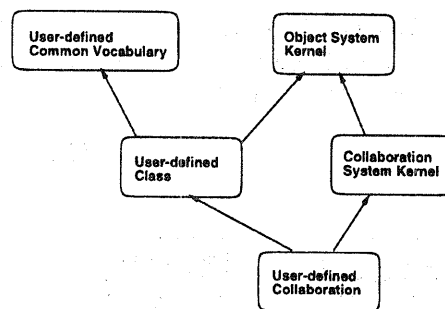 User-defined
Common Vocabulary
Object System
Kernel
User-defined
Class
Collaboration
System Kernel
User-defined
Collaboration